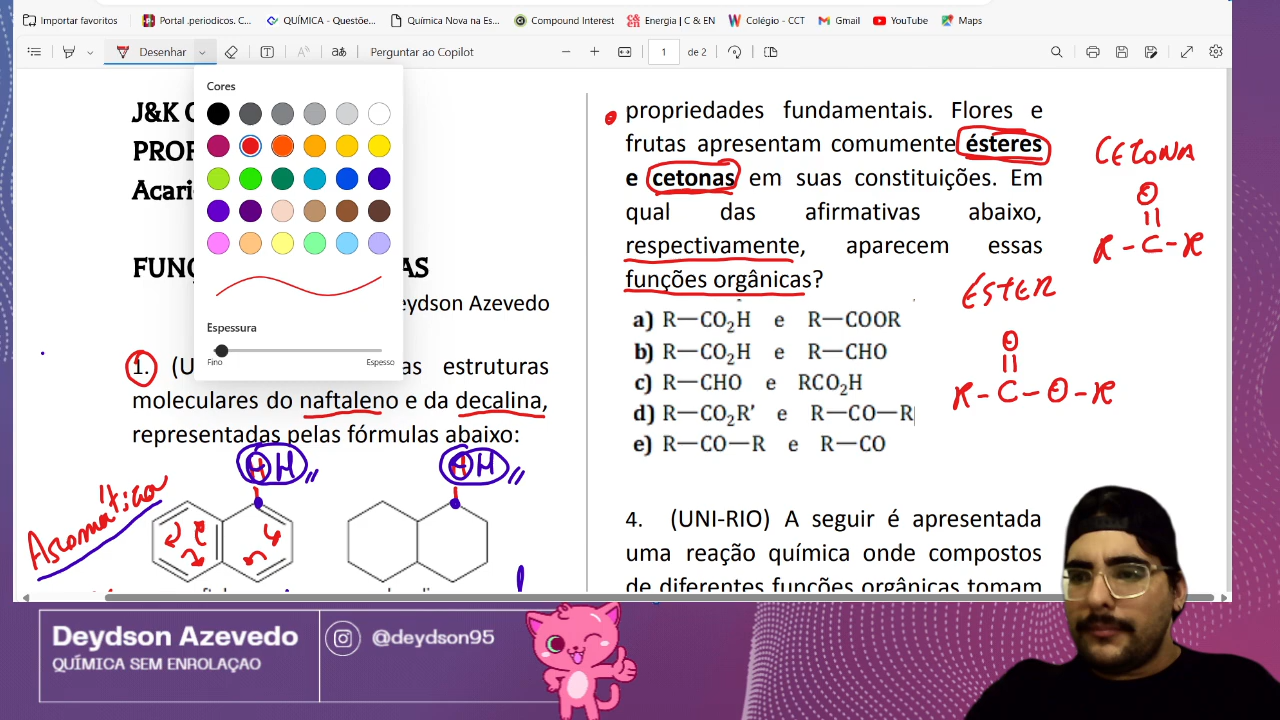 Importar favoritos
Portal .periodicos. C...
QUÍMICA - Questõe...
Química Nova na Es...
Compound Interest
Energia | C & EN
Colégio - CCT
Gmail
YouTube
Maps
Desenhar
Perguntar ao Copilot
1 de 2
Cores
Espessura
Fino
Espesso
J&K
PROF
Acari
FUN
AS
eydson Azevedo
1. (U
as estruturas
moleculares do naftaleno e da decalina,
representadas pelas fórmulas abaixo:
H H
H H
propriedades fundamentais. Flores e
frutas apresentam comumente ésteres
e cetonas em suas constituições. Em
qual das afirmativas abaixo,
respectivamente, aparecem essas
funções orgânicas?
a) R—CO₂H e R—COOR
b) R—CO₂H e R—CHO
c) R—CHO e RCO₂H
d) R—CO₂R’ e R—CO—R
e) R—CO—R e R—CO
CETONA
O
R-C-R
ÉSTER
O
R-C-O-R
4. (UNI-RIO) A seguir é apresentada
uma reação química onde compostos
de diferentes funções orgânicas tomam
Deydson Azevedo
QUÍMICA SEM ENROLAÇÃO
@deydson95